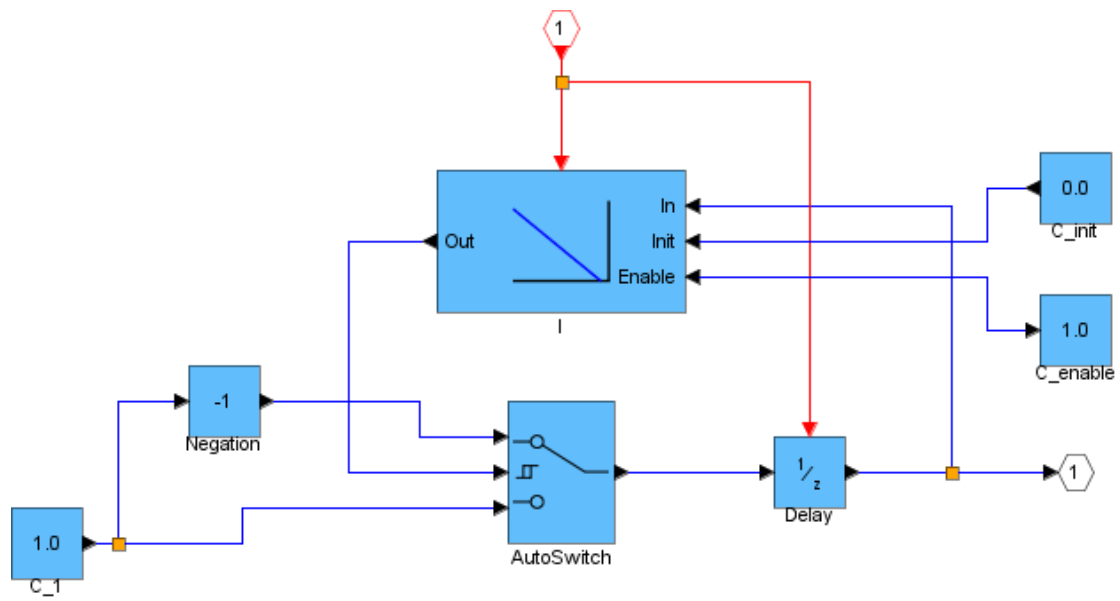 1
In
0.0
Out
Init
C_init
Enable
I
1.0
C_enable
-1
Negation
1/z
1
Delay
1.0
AutoSwitch
C_1